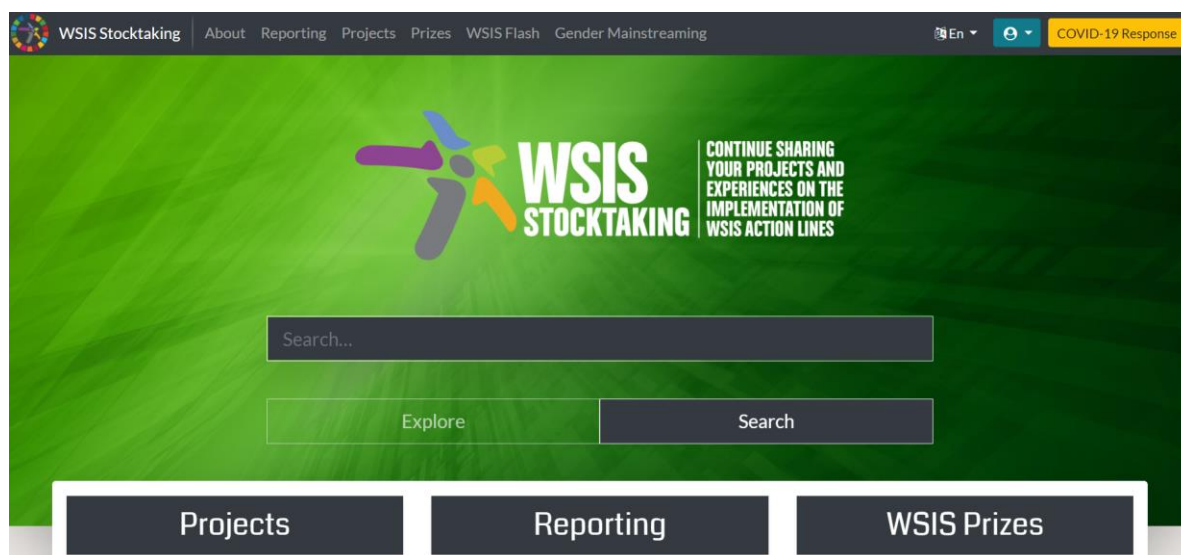 WSIS Stocktaking About Reporting Projects Prizes WSIS Flash Gender Mainstreaming En COVID-19 Response
WSIS
STOCKTAKING
CONTINUE SHARING
YOUR PROJECTS AND
EXPERIENCES ON THE
IMPLEMENTATION OF
WSIS ACTION LINES
Search...
Explore Search
Projects Reporting WSIS Prizes